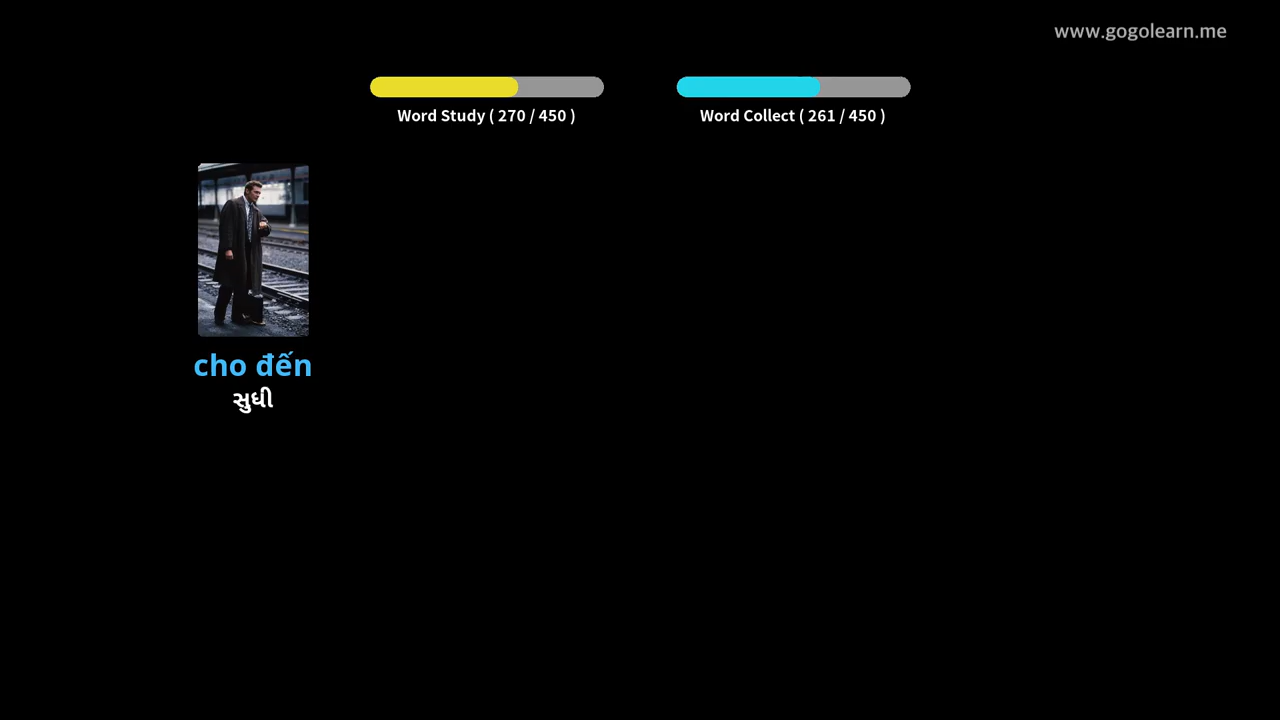 www.gogolearn.me
Word Study ( 270 / 450 )
Word Collect ( 261 / 450 )
cho đến
સુધી